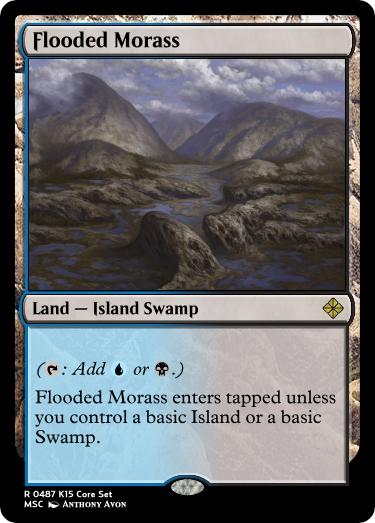 Flooded Morass
Land — Island Swamp
(: Add or .)
Flooded Morass enters tapped unless
you control a basic Island or a basic
Swamp.
R 0487 K15 Core Set
MSC Anthony Avon